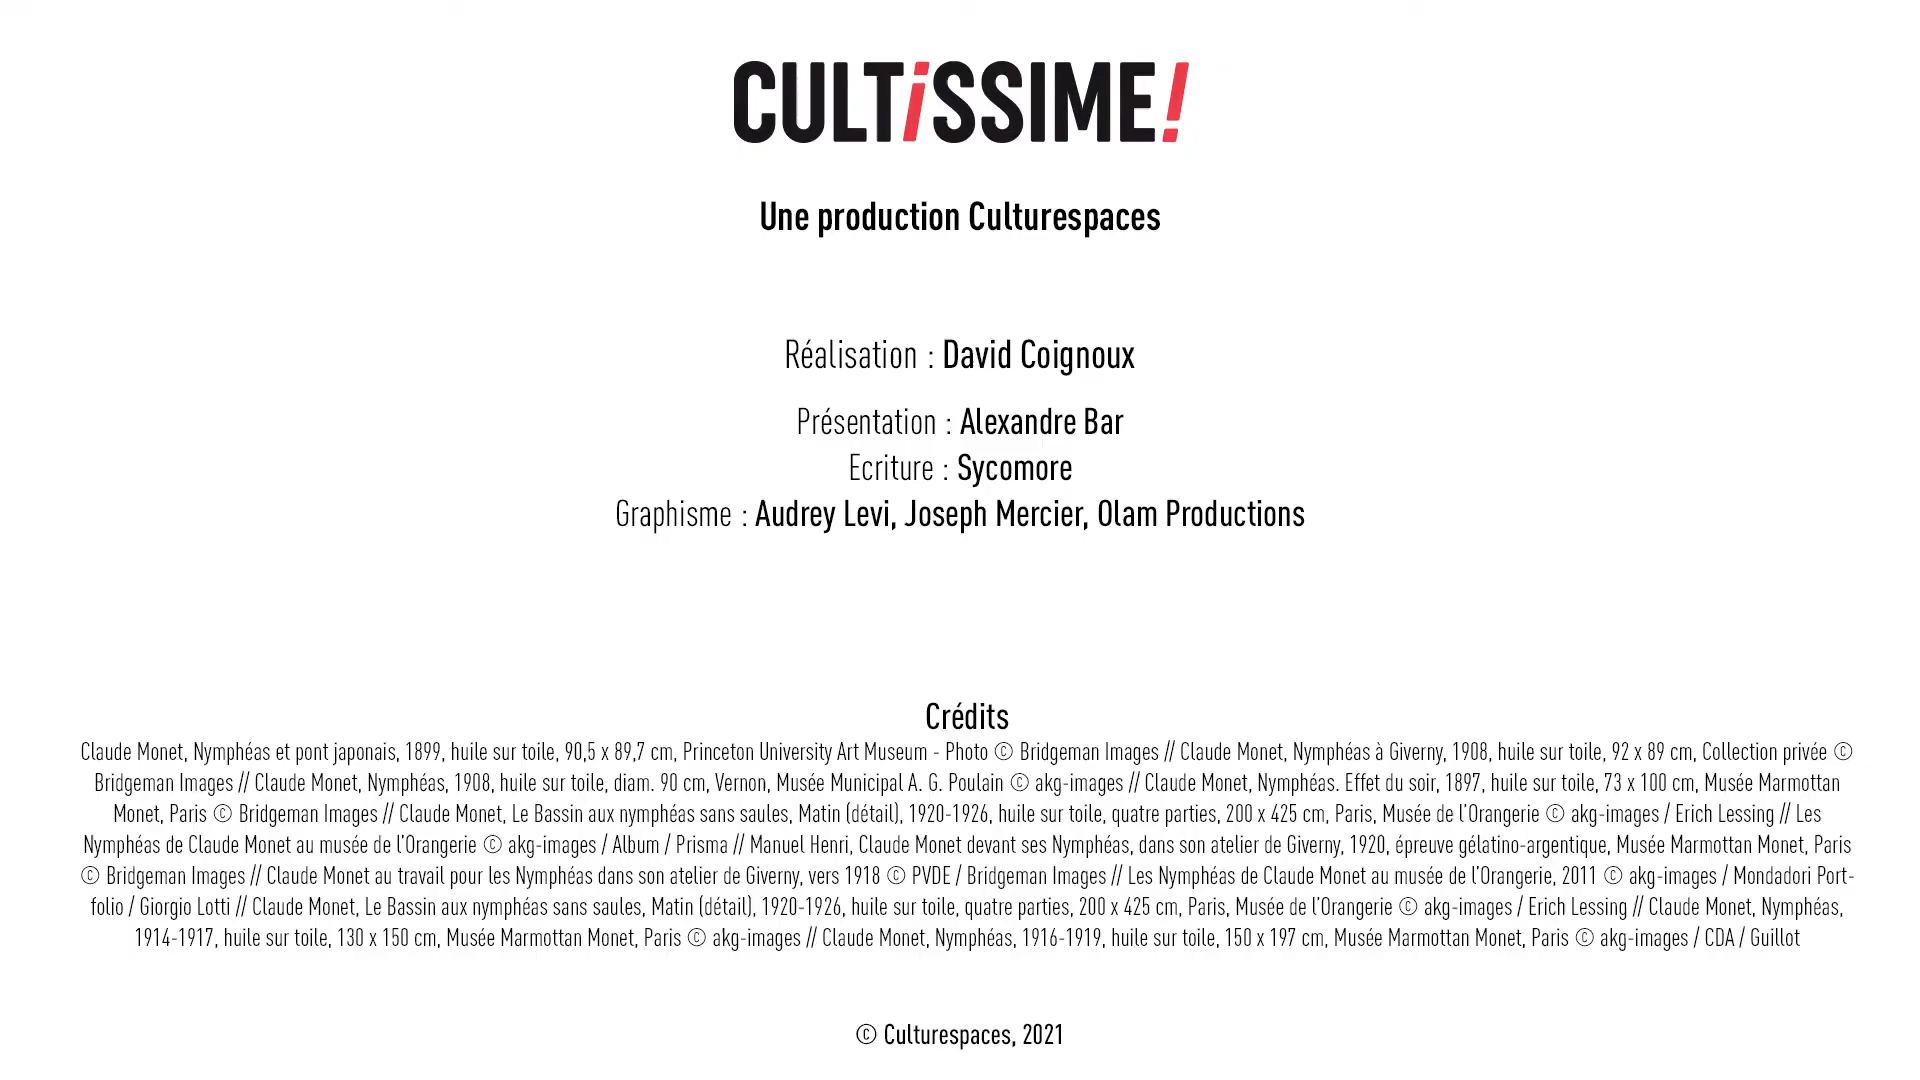 CULTiSSIME!
Une production Culturespaces
Réalisation : David Coignoux
Présentation : Alexandre Bar
Ecriture : Sycomore
Graphisme : Audrey Levi, Joseph Mercier, Olam Productions
Crédits
Claude Monet, Nymphéas et pont japonais, 1899, huile sur toile, 90,5 x 89,7 cm, Princeton University Art Museum - Photo © Bridgeman Images // Claude Monet, Nymphéas à Giverny, 1908, huile sur toile, 92 x 89 cm, Collection privée ©
Bridgeman Images // Claude Monet, Nymphéas, 1908, huile sur toile, diam. 90 cm, Vernon, Musée Municipal A. G. Poulain © akg-images // Claude Monet, Nymphéas. Effet du soir, 1897, huile sur toile, 73 x 100 cm, Musée Marmottan
Monet, Paris © Bridgeman Images // Claude Monet, Le Bassin aux nymphéas sans saules, Matin (détail), 1920-1926, huile sur toile, quatre parties, 200 x 425 cm, Paris, Musée de l'Orangerie © akg-images / Erich Lessing // Les
Nymphéas de Claude Monet au musée de l'Orangerie © akg-images / Album / Prisma // Manuel Henri, Claude Monet devant ses Nymphéas, dans son atelier de Giverny, 1920, épreuve gélatino-argentique, Musée Marmottan Monet, Paris
© Bridgeman Images // Claude Monet au travail pour les Nymphéas dans son atelier de Giverny, vers 1918 © PVDE / Bridgeman Images // Les Nymphéas de Claude Monet au musée de l'Orangerie, 2011 © akg-images / Mondadori Port-
folio / Giorgio Lotti // Claude Monet, Le Bassin aux nymphéas sans saules, Matin (détail), 1920-1926, huile sur toile, quatre parties, 200 x 425 cm, Paris, Musée de l'Orangerie © akg-images / Erich Lessing // Claude Monet, Nymphéas,
1914-1917, huile sur toile, 130 x 150 cm, Musée Marmottan Monet, Paris © akg-images // Claude Monet, Nymphéas, 1916-1919, huile sur toile, 150 x 197 cm, Musée Marmottan Monet, Paris © akg-images / CDA / Guillot
© Culturespaces, 2021